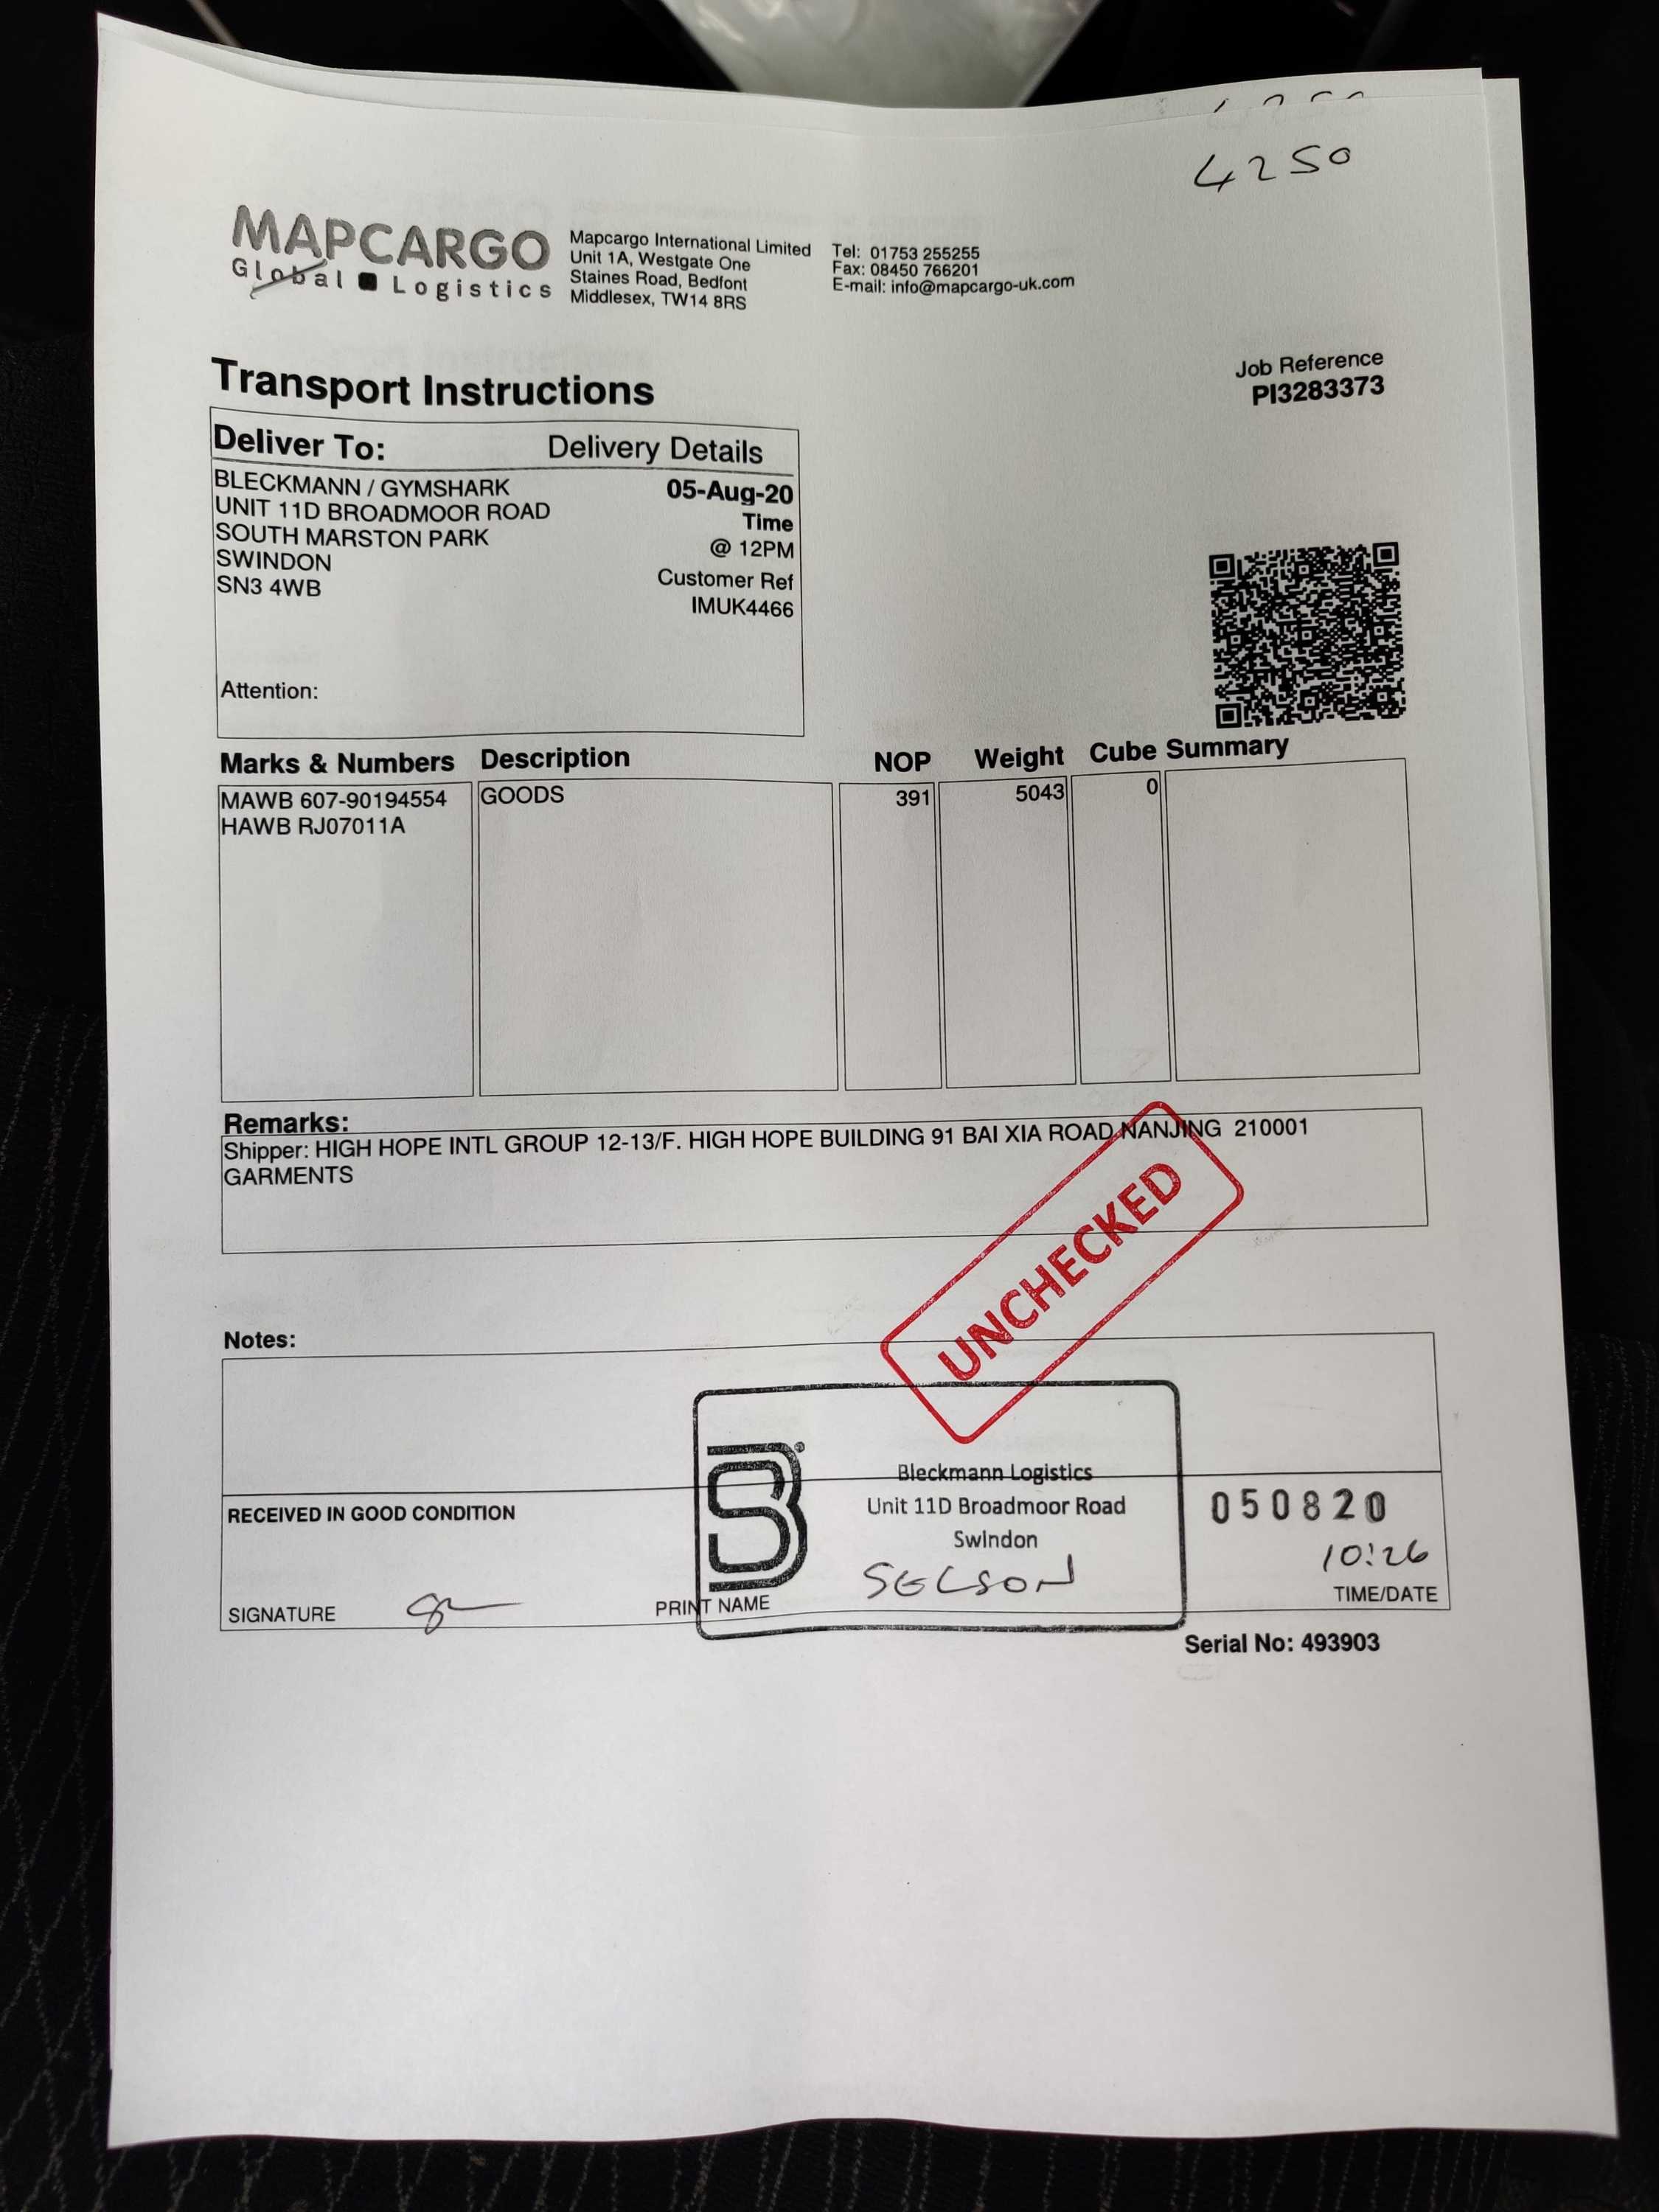 4250
MAPCARGO
Global Logistics
Mapcargo International Limited
Unit 1A, Westgate One
Staines Road, Bedfont
Middlesex, TW14 8RS
Tel: 01753 255255
Fax: 08450 766201
E-mail: info@mapcargo-uk.com
Transport Instructions
Job Reference
PI3283373
Deliver To: Delivery Details
BLECKMANN / GYMSHARK
UNIT 11D BROADMOOR ROAD
SOUTH MARSTON PARK
SWINDON
SN3 4WB
05-Aug-20
Time
@ 12PM
Customer Ref
IMUK4466
Attention:
Marks & Numbers Description NOP Weight Cube Summary
MAWB 607-90194554 GOODS 391 5043 0
HAWB RJ07011A
Remarks:
Shipper: HIGH HOPE INTL GROUP 12-13/F. HIGH HOPE BUILDING 91 BAI XIA ROAD NANJING 210001
GARMENTS
UNCHECKED
Notes:
Bleckmann Logistics
Unit 11D Broadmoor Road
Swindon
RECEIVED IN GOOD CONDITION
050820
10:26
SELSON
SIGNATURE
PRINT NAME
TIME/DATE
Serial No: 493903